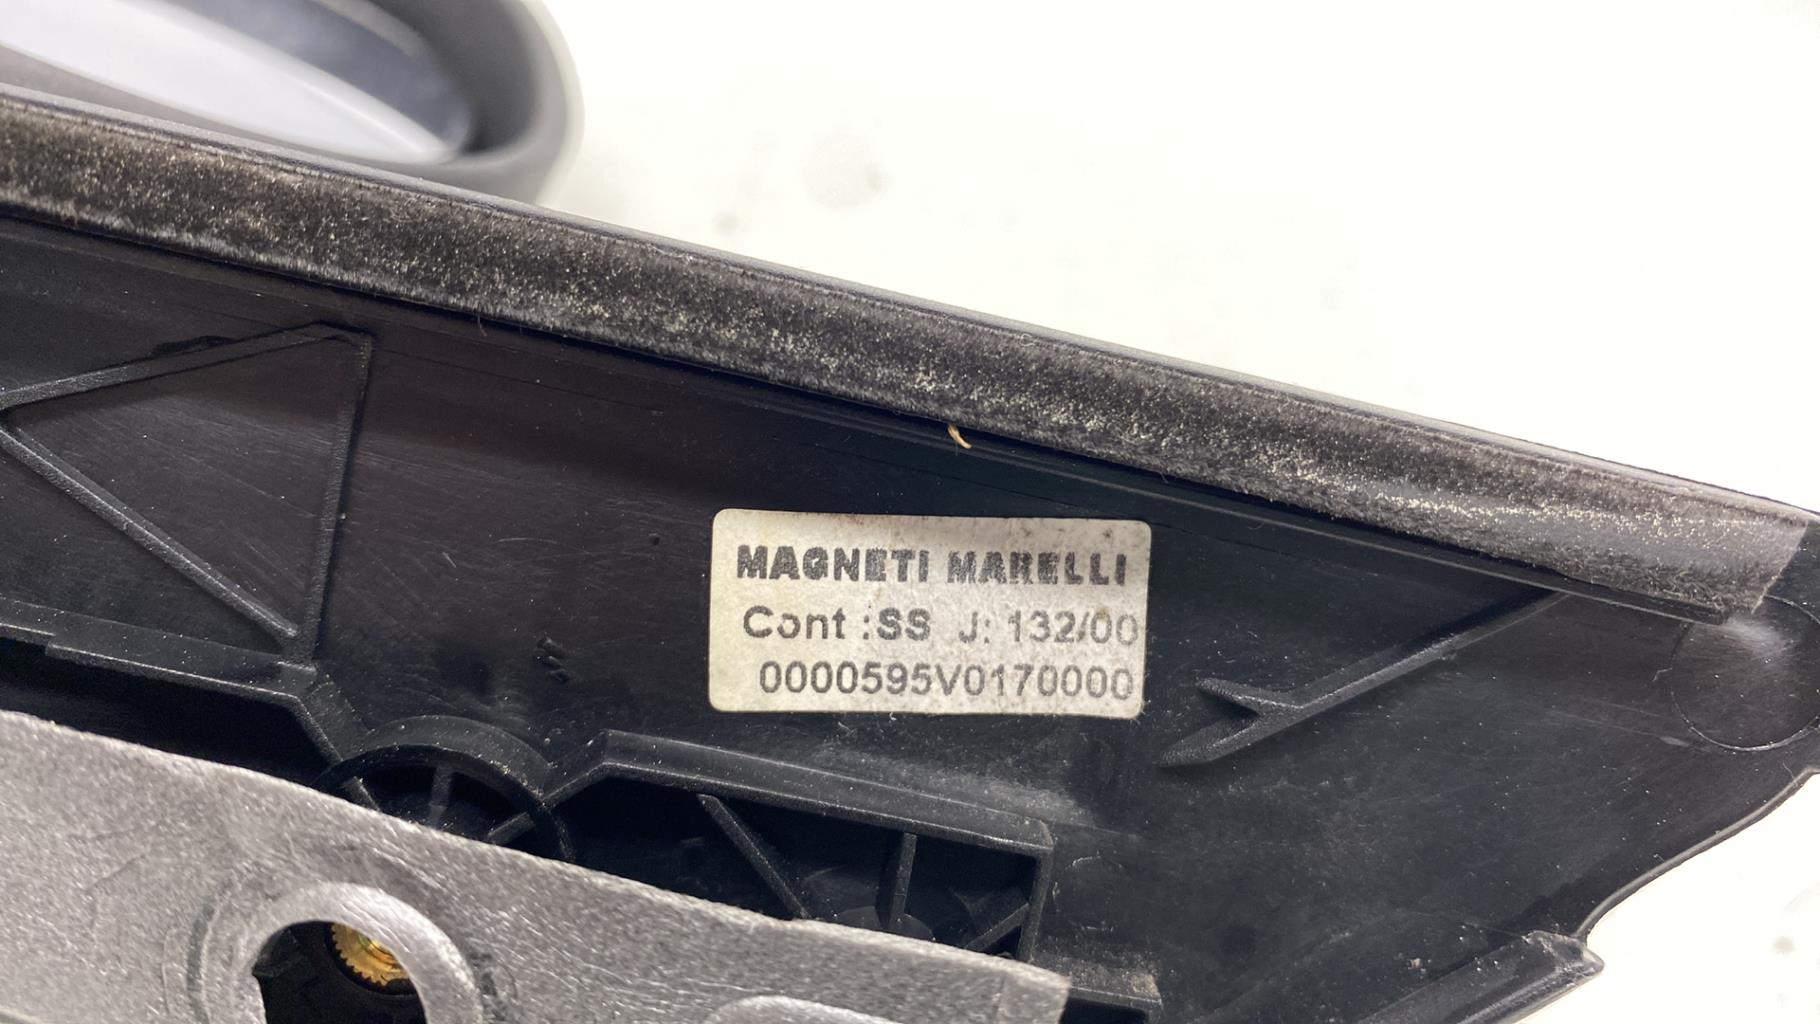 MAGNETI MARELLI
Cont :SS J: 132/00
0000595V0170000